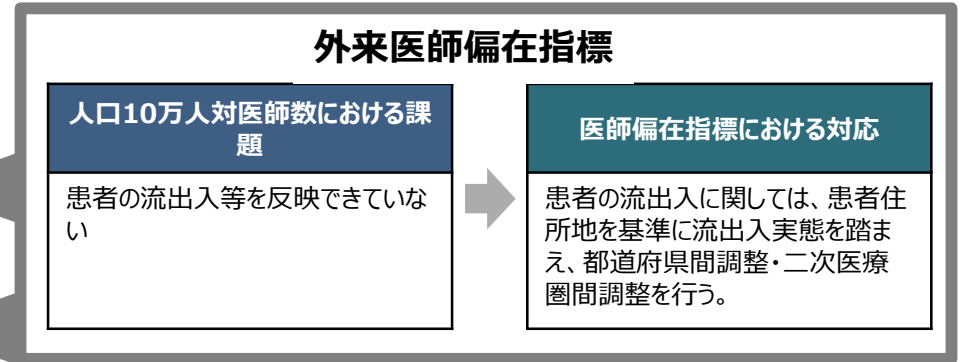 外来医師偏在指標
人口10万人対医師数における課
題
医師偏在指標における対応
患者の流出入等を反映できていな
い
患者の流出入に関しては、患者住
所地を基準に流出入実態を踏ま
え、都道府県間調整・二次医療
圏間調整を行う。